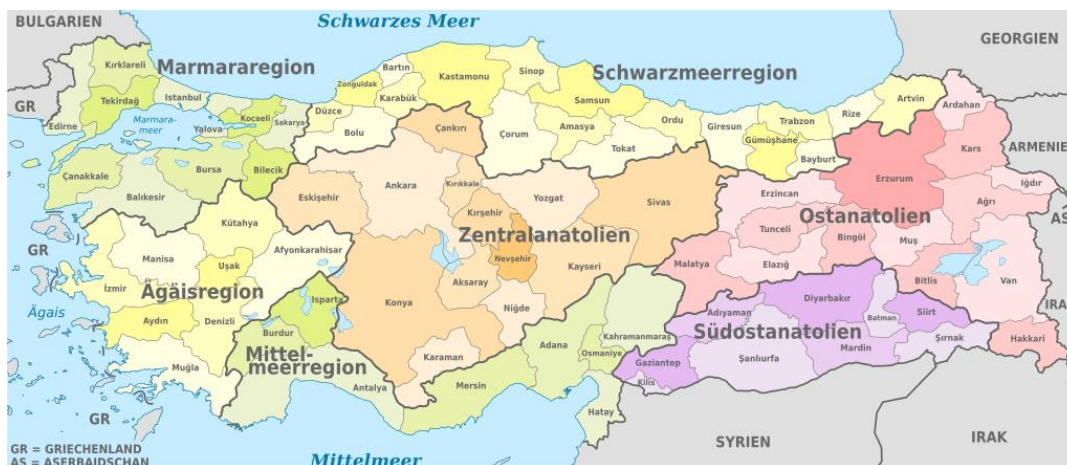 BULGARIEN
Schwarzes Meer
GEORGIEN
Kırklareli
Marmararegion
Bartın
Sinop
Kastamonu
Schwarzmeerregion
Zonguldak
Tekirdağ
Istanbul
Karabük
Samsun
Artvin
Ardahan
GR
Edirne
Marmara-
meer
Yalova
Kocaeli
Sakarya
Düzce
Bolu
Çankırı
Çorum
Amasya
Ordu
Giresun
Trabzon
Rize
Tokat
Gümüşhane
Bayburt
Kars
ARMENIE
Çanakkale
Bursa
Bilecik
Balıkesir
Eskişehir
Ankara
Kırıkkale
Yozgat
Sivas
Erzincan
Erzurum
Iğdır
Ağrı
AS
Kütahya
Kırşehir
Ostanatolien
Tunceli
Bingöl
Muş
GR
Manisa
Uşak
Afyonkarahisar
Zentralanatolien
Nevşehir
Kayseri
Malatya
Elazığ
Bitlis
Van
IRA
İzmir
Ägäisregion
Isparta
Konya
Aksaray
Niğde
Ägais
Aydın
Denizli
Burdur
Mittel-
meerregion
Adıyaman
Diyarbakır
Batman
Siirt
Südostanatolien
Şırnak
Hakkari
Muğla
Antalya
Karaman
Mersin
Adana
Kahramanmaraş
Osmaniye
Gaziantep
Kilis
Şanlıurfa
Mardin
Hatay
GR
SYRIEN
IRAK
GR = GRIECHENLAND
AS = ASERBAIDSCHAN
Mittelmeer